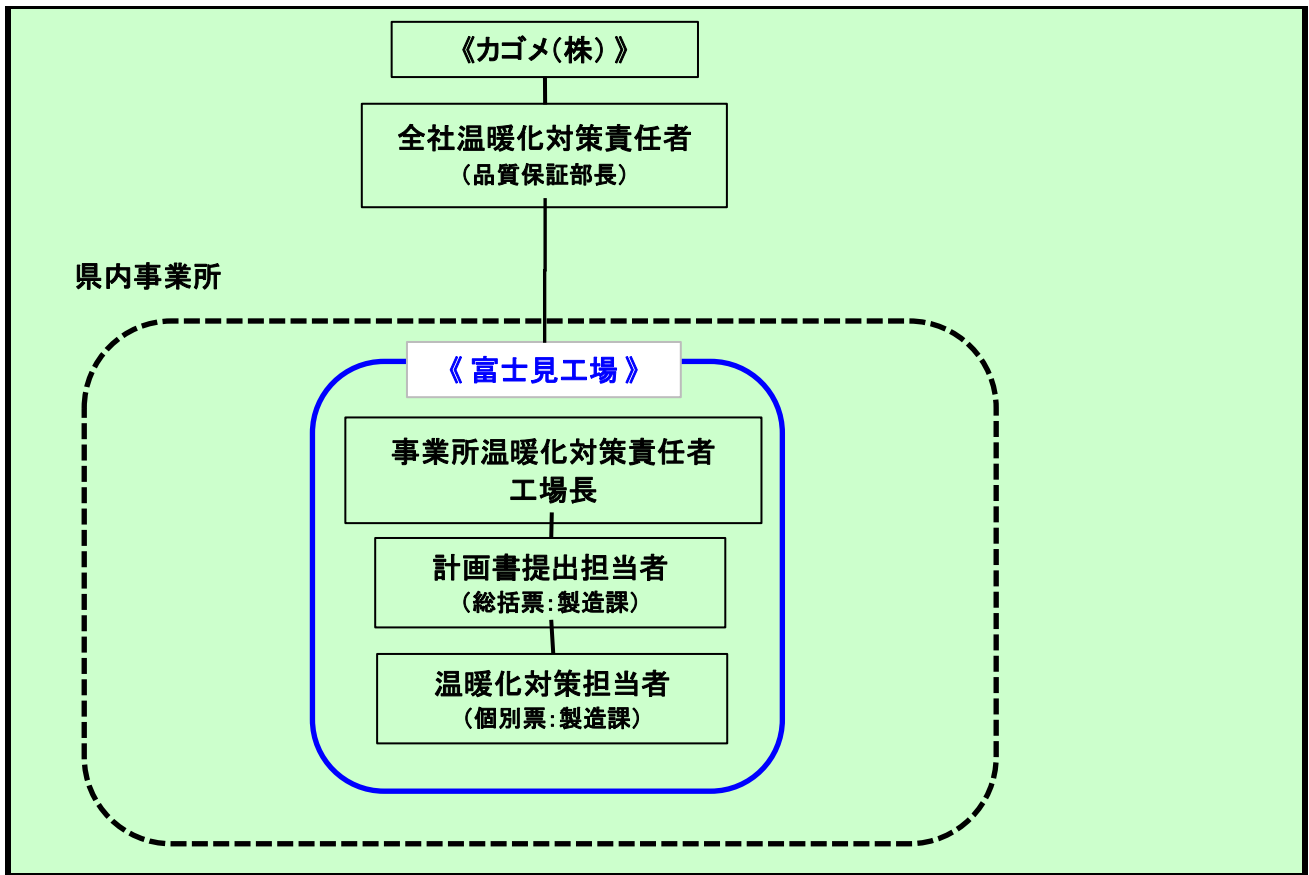 《カゴメ（株）》
全社温暖化対策責任者
（品質保証部長）
県内事業所
《 富士見工場 》
事業所温暖化対策責任者
工場長
計画書提出担当者
（総括票：製造課）
温暖化対策担当者
（個別票：製造課）